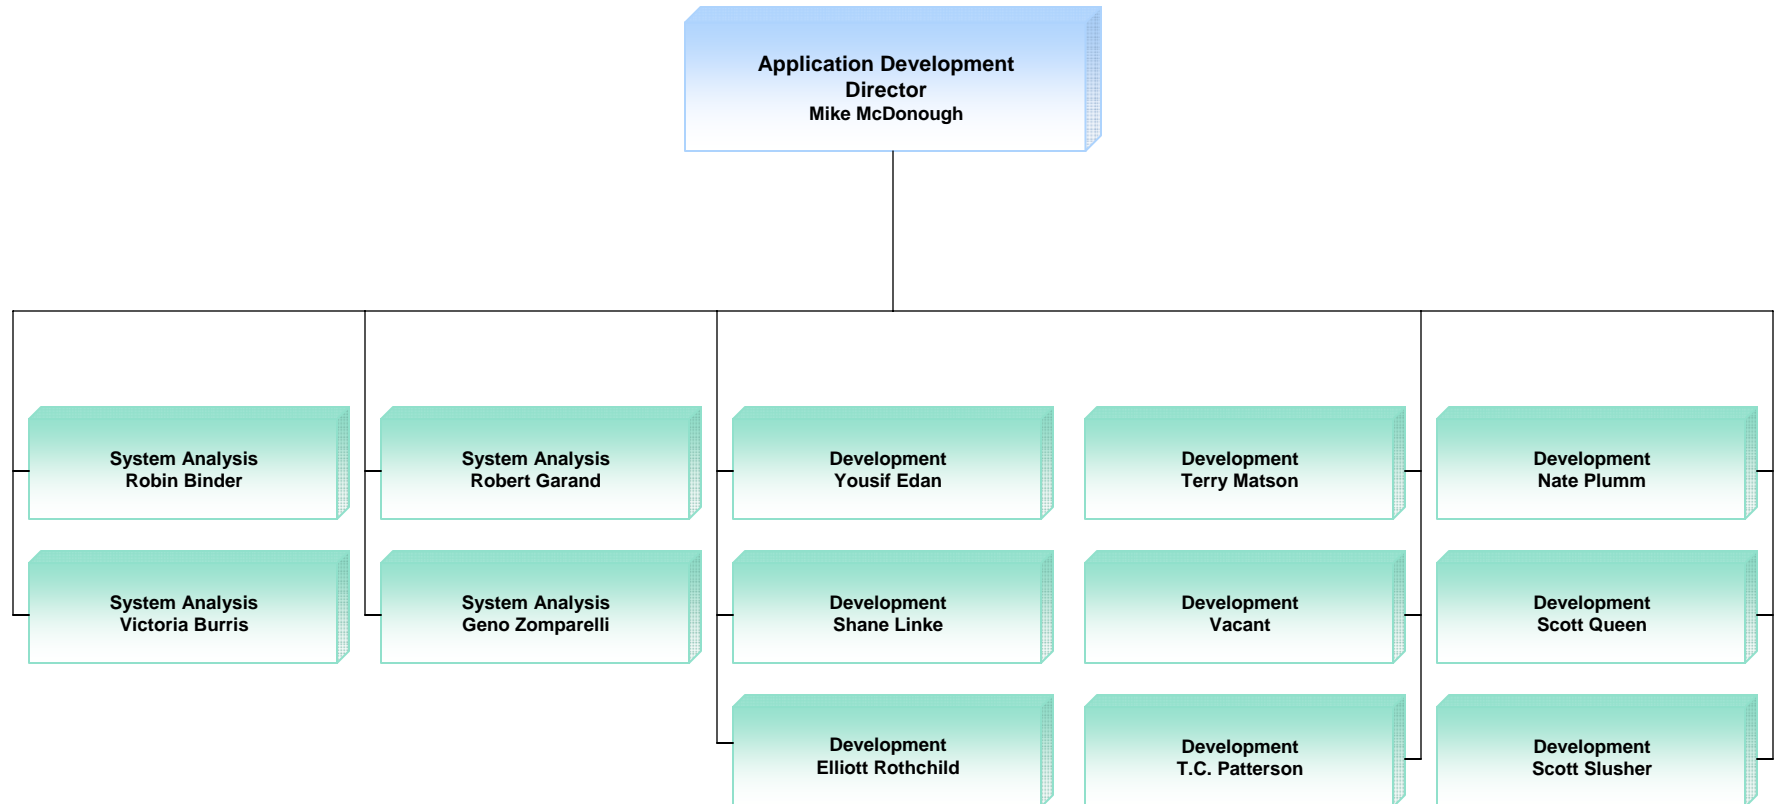 Application Development
Director
Mike McDonough
System Analysis
Robin Binder
System Analysis
Robert Garand
Development
Yousif Edan
Development
Terry Matson
Development
Nate Plumm
System Analysis
Victoria Burris
System Analysis
Geno Zomparelli
Development
Shane Linke
Development
Vacant
Development
Scott Queen
Development
Elliott Rothchild
Development
T.C. Patterson
Development
Scott Slusher